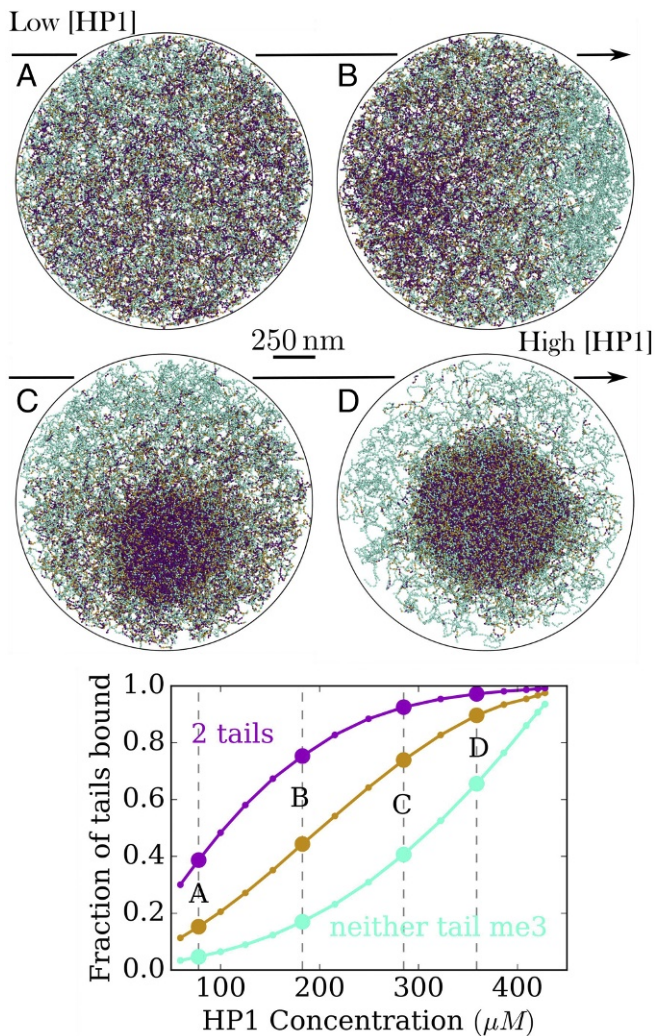 Low [HP1]
A
B
250 nm
High [HP1]
C
D
1.0
0.8
0.6
0.4
0.2
0.0
Fraction of tails bound
2 tails
A
B
C
D
neither tail me3
100
200
300
400
HP1 Concentration (μM)